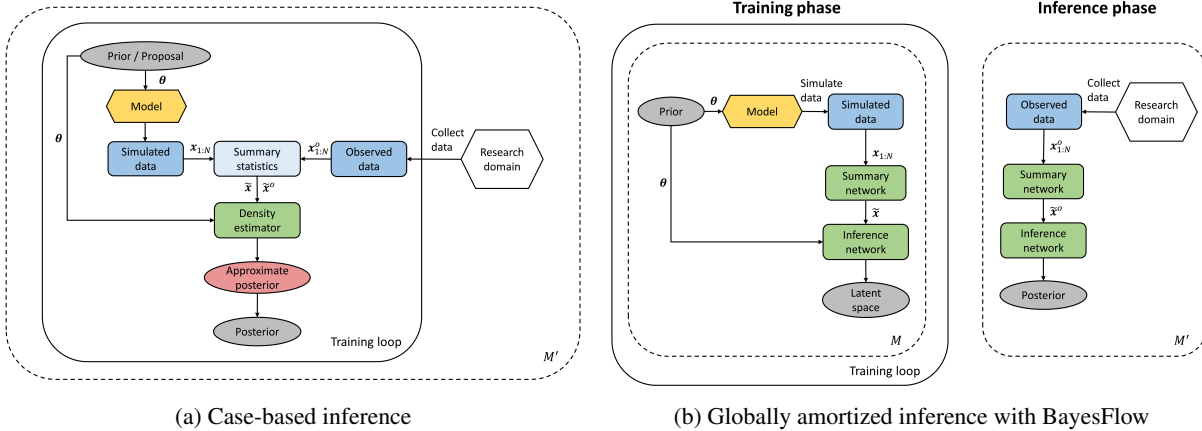 Prior / Proposal
θ
Model
θ
Simulated
data
x1:N
Summary
statistics
x^o1:N
Observed
data
Collect
data
Research
domain
x̃ x̃^o
Density
estimator
Approximate
posterior
Posterior
Training loop
M′
(a) Case-based inference
Training phase
Prior
θ
Model
Simulate
data
Simulated
data
x1:N
θ
Summary
network
x̃
Inference
network
Latent
space
M
Training loop
Inference phase
Observed
data
Collect
data
Research
domain
x^o1:N
Summary
network
x̃^o
Inference
network
Posterior
M′
(b) Globally amortized inference with BayesFlow